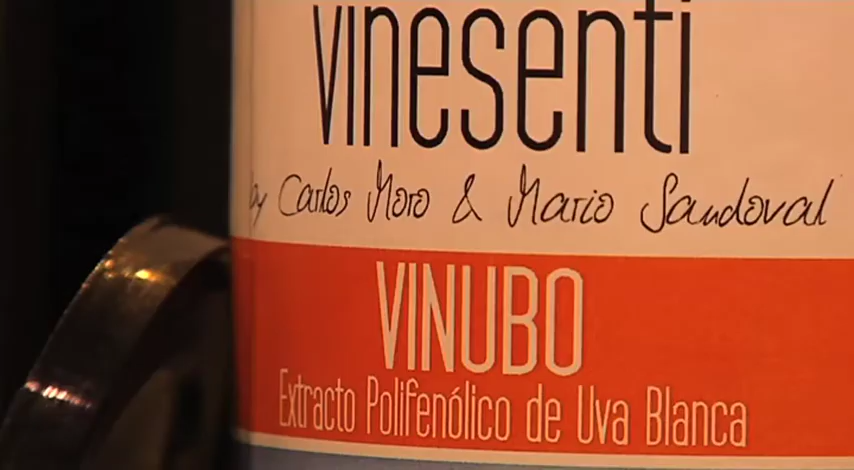 vinesenti
by Carlos Moro & Mario Sandoval
VINUBO
Extracto Polifenólico de Uva Blanca